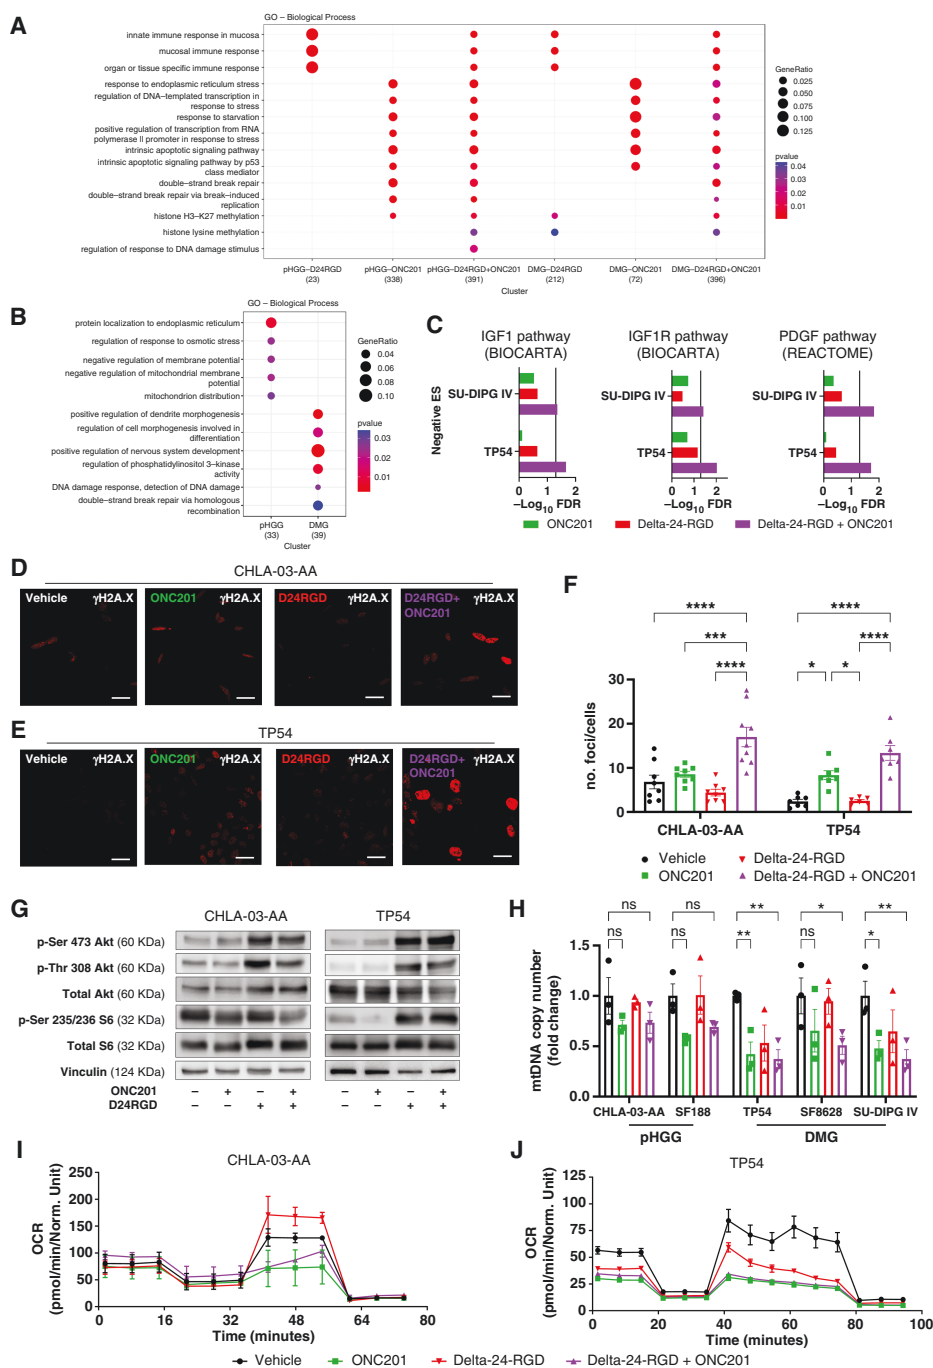 A
GO – Biological Process
innate immune response in mucosa
mucosal immune response
organ or tissue specific immune response
response to endoplasmic reticulum stress
regulation of DNA–templated transcription in
response to stress
response to starvation
positive regulation of transcription from RNA
polymerase II promoter in response to stress
intrinsic apoptotic signaling pathway
intrinsic apoptotic signaling pathway by p53
class mediator
double–strand break repair
double–strand break repair via break–induced
replication
histone H3–K27 methylation
histone lysine methylation
regulation of response to DNA damage stimulus
GeneRatio
0.025
0.050
0.075
0.100
0.125
pvalue
0.04
0.03
0.02
0.01
pHGG–D24RGD pHGG–ONC201 pHGG–D24RGD+ONC201 DMG–D24RGD DMG–ONC201 DMG–D24RGD+ONC201
(23) (338) (391) (212) (72) (396)
Cluster
B
GO – Biological Process
protein localization to endoplasmic reticulum
regulation of response to osmotic stress
negative regulation of membrane potential
negative regulation of mitochondrial membrane
potential
mitochondrion distribution
positive regulation of dendrite morphogenesis
regulation of cell morphogenesis involved in
differentiation
positive regulation of nervous system development
regulation of phosphatidylinositol 3–kinase
activity
DNA damage response, detection of DNA damage
double–strand break repair via homologous
recombination
GeneRatio
0.04
0.06
0.08
0.10
pvalue
0.03
0.02
0.01
pHGG DMG
(33) (39)
Cluster
C
IGF1 pathway
(BIOCARTA)
IGF1R pathway
(BIOCARTA)
PDGF pathway
(REACTOME)
Negative ES
SU-DIPG IV
TP54
SU-DIPG IV
TP54
SU-DIPG IV
TP54
0 1 2
0 1 2
0 1 2
–Log10 FDR
–Log10 FDR
–Log10 FDR
ONC201 Delta-24-RGD Delta-24-RGD + ONC201
D
CHLA-03-AA
Vehicle γH2A.X
ONC201 γH2A.X
D24RGD γH2A.X
D24RGD+ γH2A.X
ONC201
E
TP54
γH2A.X
ONC201 γH2A.X
D24RGD γH2A.X
D24RGD+ γH2A.X
ONC201
F
**** ****
*** ****
**** * *
no. foci/cells
30
20
10
0
CHLA-03-AA TP54
Vehicle Delta-24-RGD
ONC201 Delta-24-RGD + ONC201
G
CHLA-03-AA TP54
p-Ser 473 Akt (60 KDa)
p-Thr 308 Akt (60 KDa)
Total Akt (60 KDa)
p-Ser 235/236 S6 (32 KDa)
Total S6 (32 KDa)
Vinculin (124 KDa)
ONC201 – + – + – + – +
D24RGD – – + + – – + +
H
ns ns ** * **
ns ns ** ns *
mtDNA copy number
(fold change)
1.5
1.0
0.5
0.0
CHLA-03-AA SF188 TP54 SF8628 SU-DIPG IV
pHGG DMG
I
CHLA-03-AA
OCR
(pmol/min/Norm. Unit)
250
200
150
100
50
0
0 16 32 48 64 80
Time (minutes)
J
TP54
OCR
(pmol/min/Norm. Unit)
125
100
75
50
25
0
0 20 40 60 80 100
Time (minutes)
Vehicle ONC201 Delta-24-RGD Delta-24-RGD + ONC201